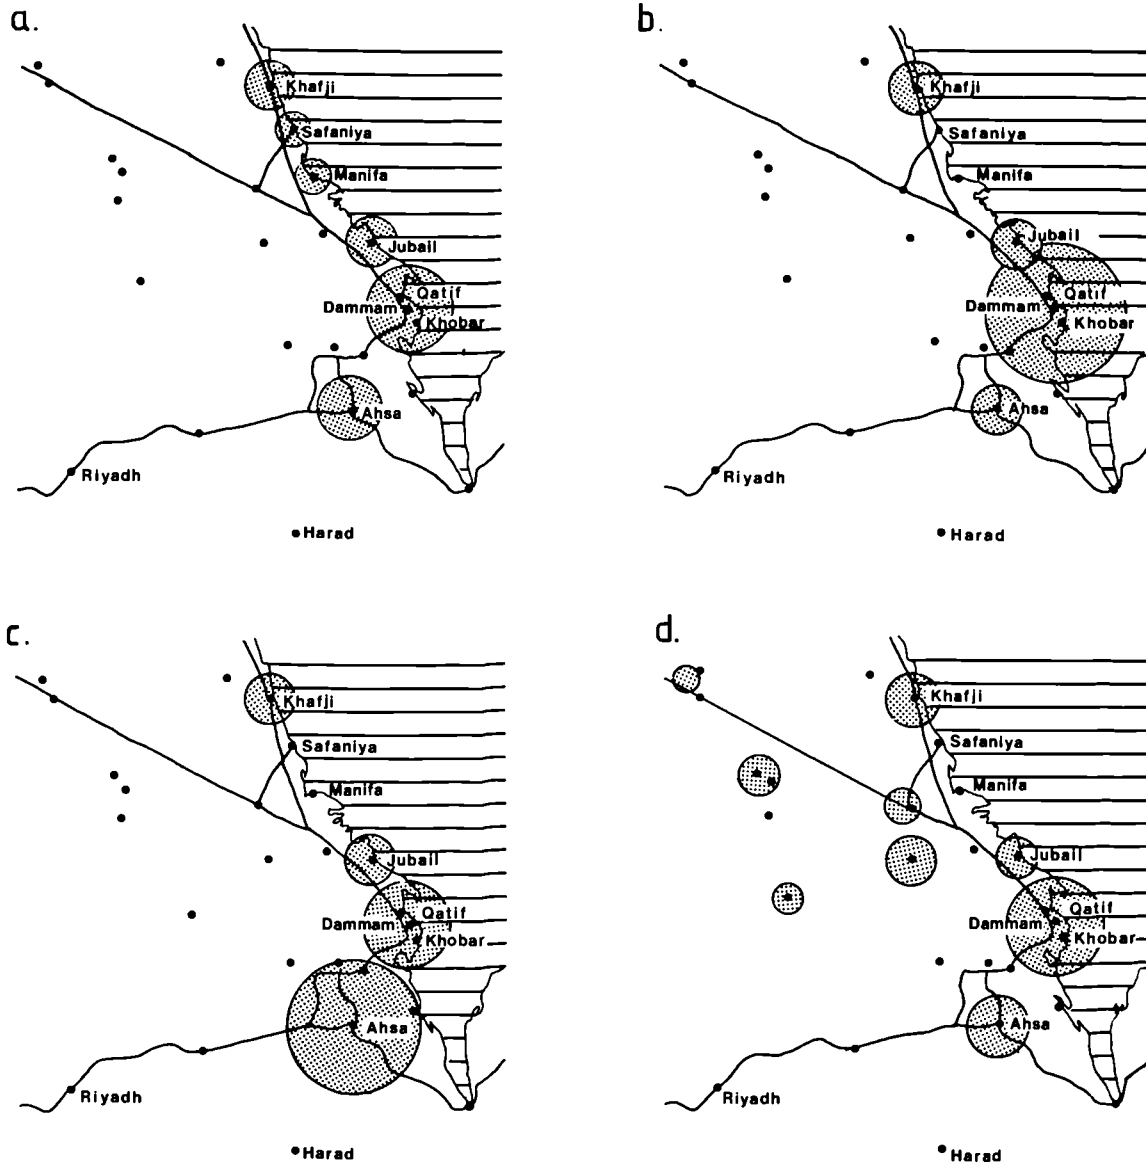 a.
Khafji
Safaniya
Manifa
Jubail
Qatif
Dammam
Khobar
Ahsa
Riyadh
Harad
b.
Khafji
Safaniya
Manifa
Jubail
Qatif
Dammam
Khobar
Ahsa
Riyadh
Harad
c.
Khafji
Safaniya
Manifa
Jubail
Qatif
Dammam
Khobar
Ahsa
Riyadh
Harad
d.
Khafji
Safaniya
Manifa
Jubail
Qatif
Dammam
Khobar
Ahsa
Riyadh
Harad